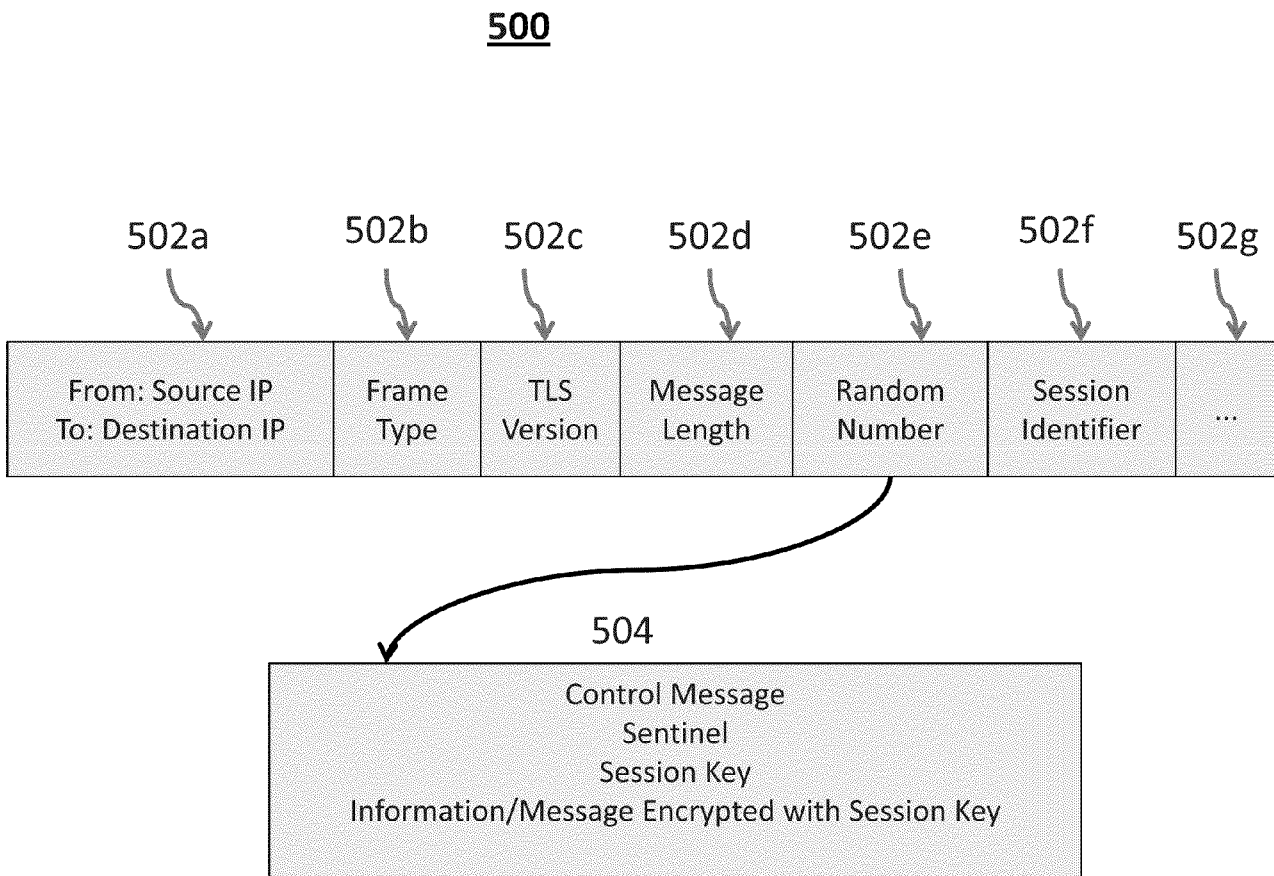 500
502a 502b 502c 502d 502e 502f 502g
From: Source IP
To: Destination IP
Frame
Type
TLS
Version
Message
Length
Random
Number
Session
Identifier
...
504
Control Message
Sentinel
Session Key
Information/Message Encrypted with Session Key